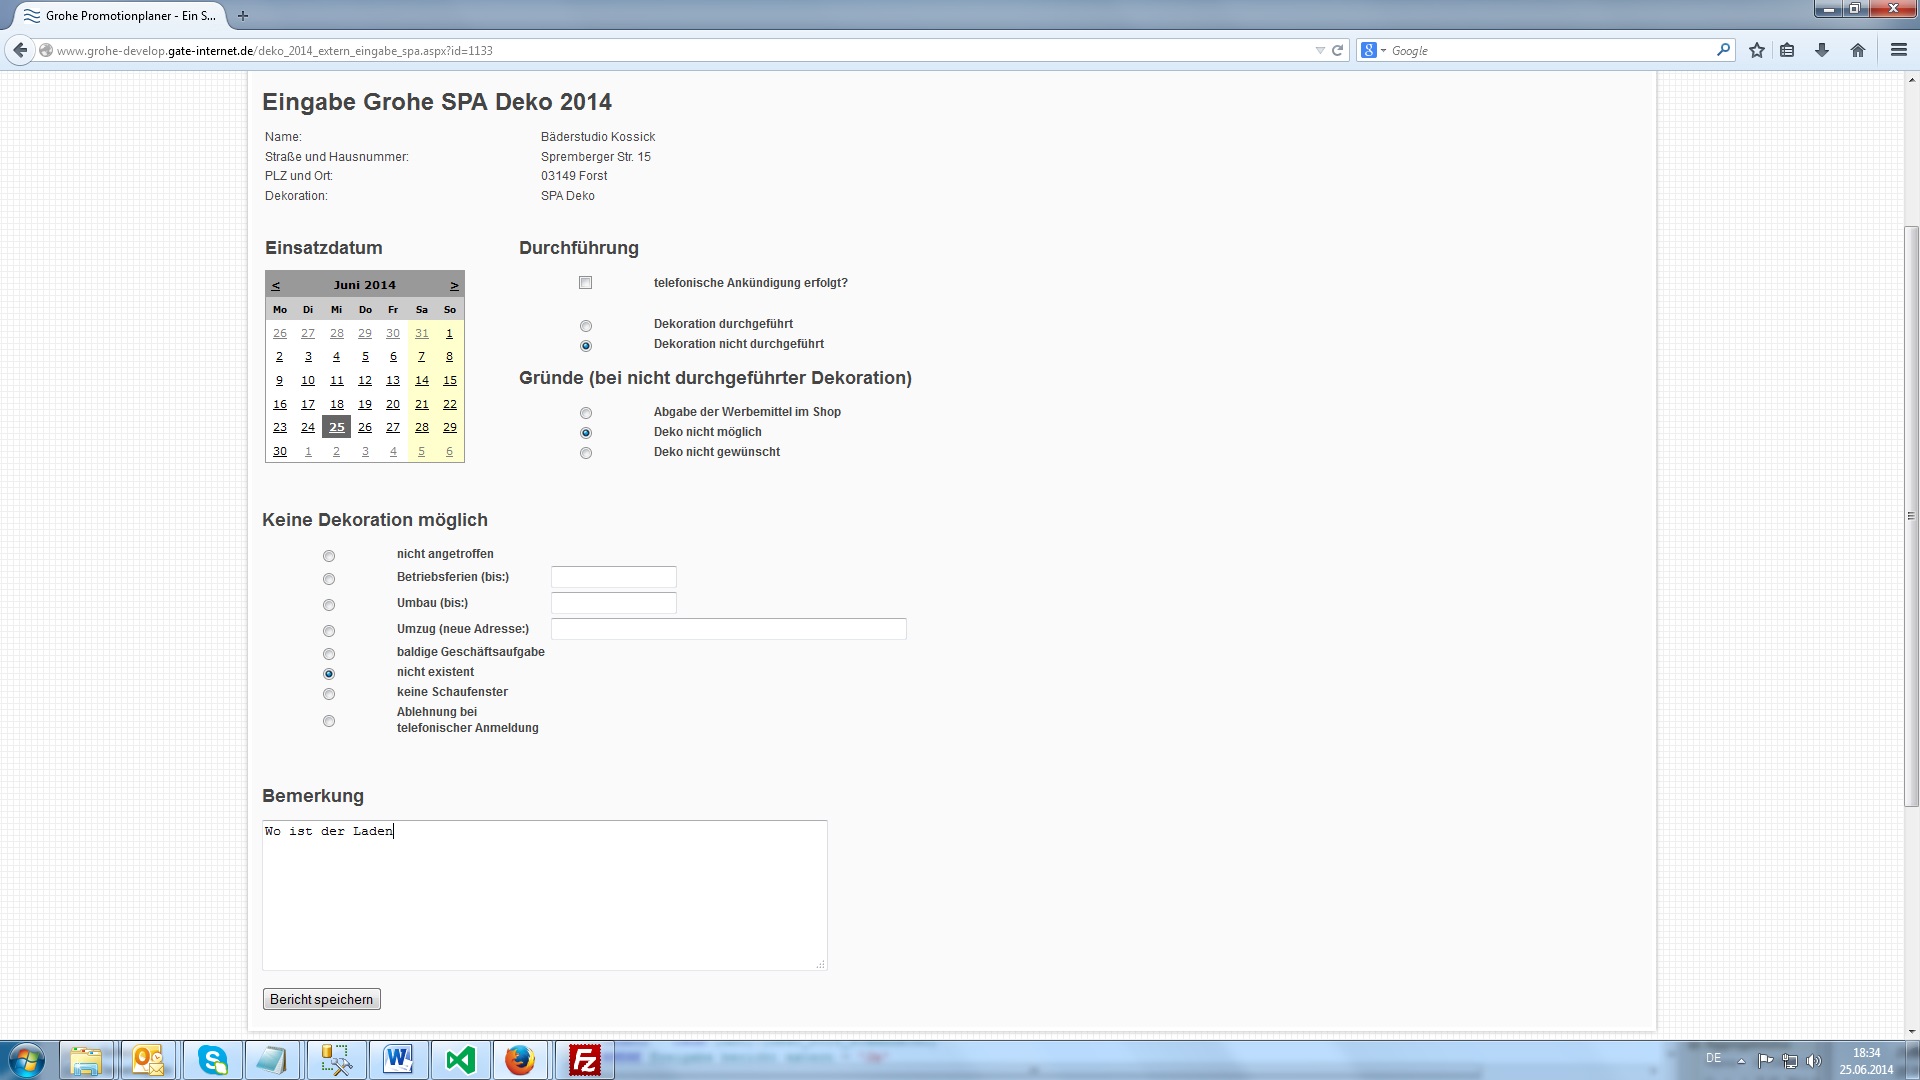 Grohe Promotionplaner - Ein S...
www.grohe-develop.gate-internet.de/deko_2014_extern_eingabe_spa.aspx?id=1133
Google
Eingabe Grohe SPA Deko 2014
Name: Bäderstudio Kossick
Straße und Hausnummer: Spremberger Str. 15
PLZ und Ort: 03149 Forst
Dekoration: SPA Deko
Einsatzdatum
< Juni 2014 >
Mo Di Mi Do Fr Sa So
26 27 28 29 30 31 1
2 3 4 5 6 7 8
9 10 11 12 13 14 15
16 17 18 19 20 21 22
23 24 25 26 27 28 29
30 1 2 3 4 5 6
Durchführung
telefonische Ankündigung erfolgt?
Dekoration durchgeführt
Dekoration nicht durchgeführt
Gründe (bei nicht durchgeführter Dekoration)
Abgabe der Werbemittel im Shop
Deko nicht möglich
Deko nicht gewünscht
Keine Dekoration möglich
nicht angetroffen
Betriebsferien (bis:)
Umbau (bis:)
Umzug (neue Adresse:)
baldige Geschäftsaufgabe
nicht existent
keine Schaufenster
Ablehnung bei
telefonischer Anmeldung
Bemerkung
Wo ist der Laden
Bericht speichern
DE
18:34
25.06.2014